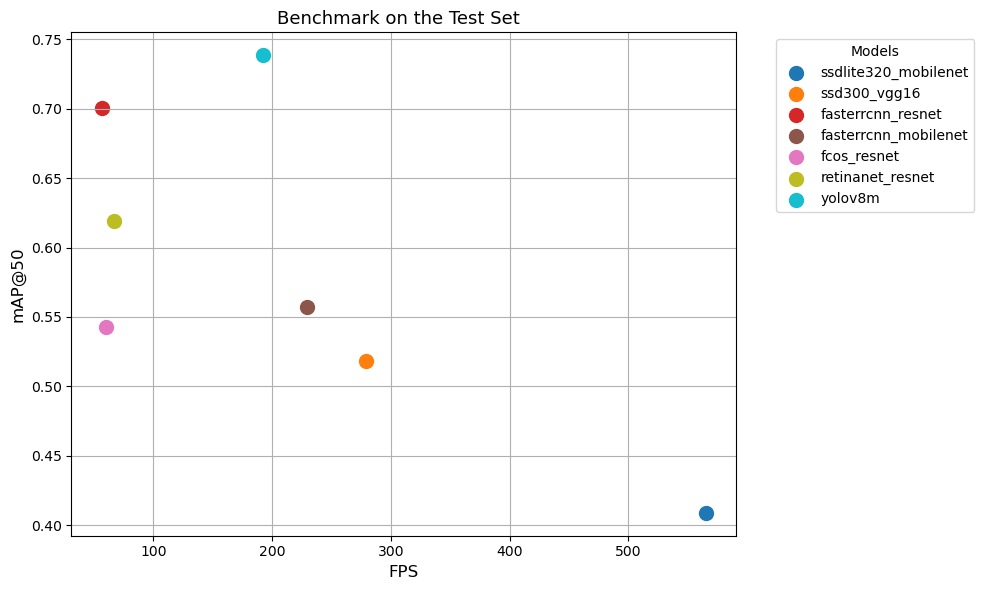 Benchmark on the Test Set
0.75
0.70
0.65
0.60
0.55
0.50
0.45
0.40
mAP@50
100
200
300
400
500
FPS
Models
ssdlite320_mobilenet
ssd300_vgg16
fasterrcnn_resnet
fasterrcnn_mobilenet
fcos_resnet
retinanet_resnet
yolov8m